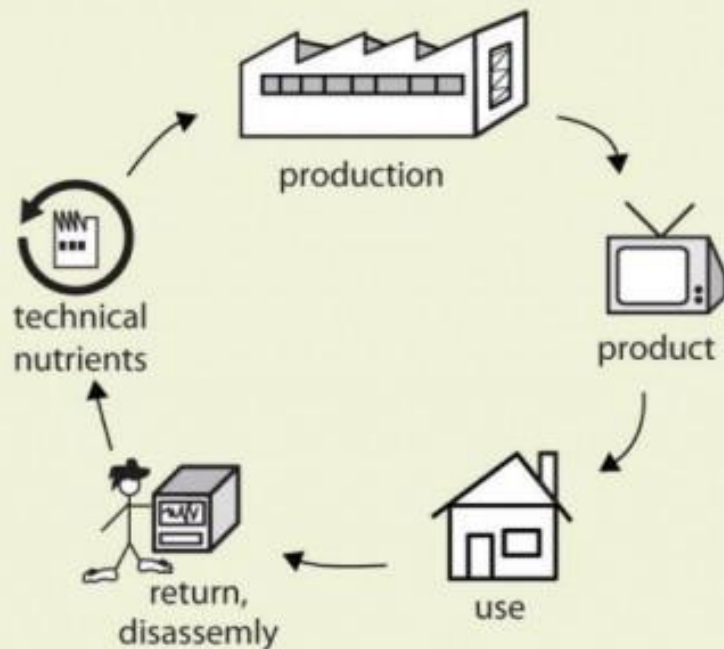 production
product
use
return,
disassemly
technical
nutrients